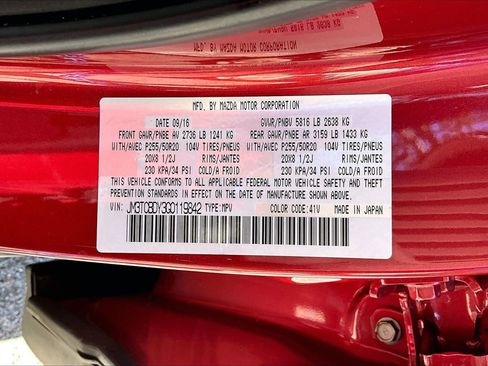 MFD. BY MAZDA MOTOR CORPORATION
DATE 09/16 GVWR/PNBV 5816 LB 2638 KG
FRONT GAWR/PNBE AV 2736 LB 1241 KG REAR GAWR/PNBE AR 3159 LB 1433 KG
WITH/AVEC P255/50R20 104V TIRES/PNEUS WITH/AVEC P255/50R20 104V TIRES/PNEUS
20X8 1/2J RIMS/JANTES 20X8 1/2J RIMS/JANTES
230 KPA/34 PSI COLD/A FROID 230 KPA/34 PSI COLD/A FROID
THIS VEHICLE CONFORMS TO ALL APPLICABLE FEDERAL MOTOR VEHICLE SAFETY AND THEFT
PREVENTION STANDARDS IN EFFECT ON THE DATE OF MANUFACTURE SHOWN ABOVE.
VIN: JM3TCBDY3G0119842 TYPE:MPV COLOR CODE:41V MADE IN JAPAN